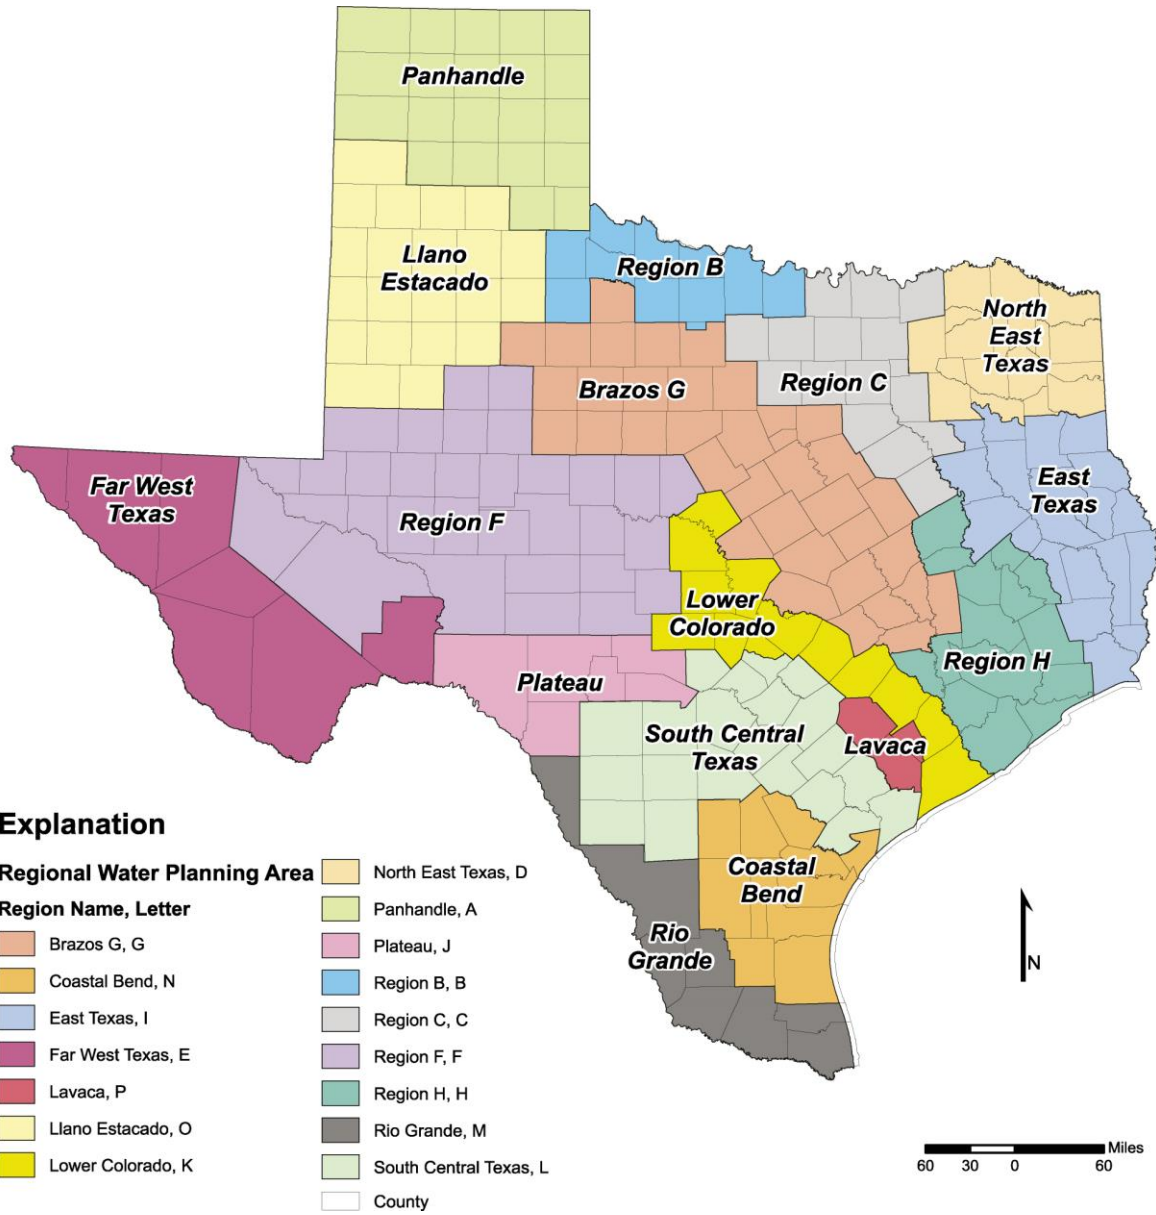 Panhandle
Llano
Estacado
Region B
North
East
Texas
Region C
Brazos G
Far West
Texas
Region F
East
Texas
Lower
Colorado
Region H
Plateau
South Central
Texas
Lavaca
Coastal
Bend
Rio
Grande
Explanation
Regional Water Planning Area
Region Name, Letter
Brazos G, G
Coastal Bend, N
East Texas, I
Far West Texas, E
Lavaca, P
Llano Estacado, O
Lower Colorado, K
North East Texas, D
Panhandle, A
Plateau, J
Region B, B
Region C, C
Region F, F
Region H, H
Rio Grande, M
South Central Texas, L
County
N
Miles
60 30 0 60